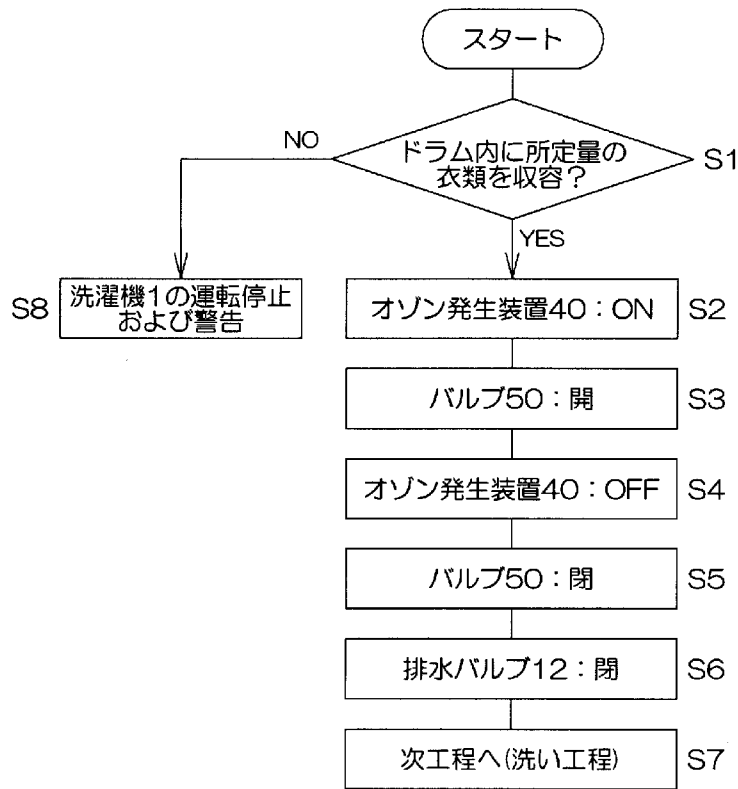 スタート
NO
ドラム内に所定量の
衣類を収容？
S1
YES
S8
洗濯機1の運転停止
および警告
オゾン発生装置40：ON
S2
バルブ50：開
S3
オゾン発生装置40：OFF
S4
バルブ50：閉
S5
排水バルブ12：閉
S6
次工程へ(洗い工程)
S7